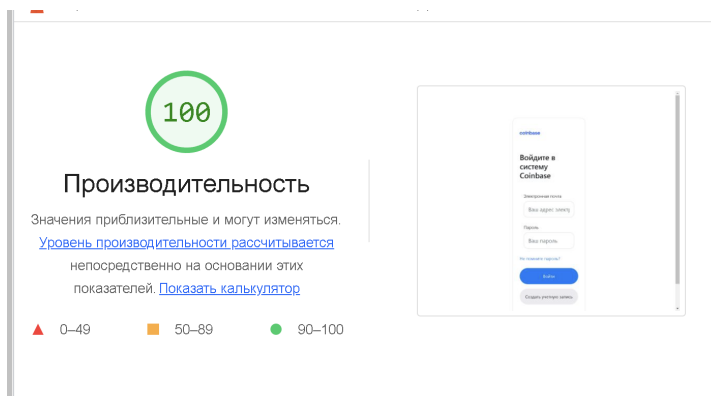 100
Производительность
Значения приблизительные и могут изменяться.
Уровень производительности рассчитывается
непосредственно на основании этих
показателей. Показать калькулятор
0–49
50–89
90–100
coinbase
Войдите в
систему
Coinbase
Электронная почта
Ваш адрес электр
Пароль
Ваш пароль
Не помните пароль?
Войти
Создать учетную запись